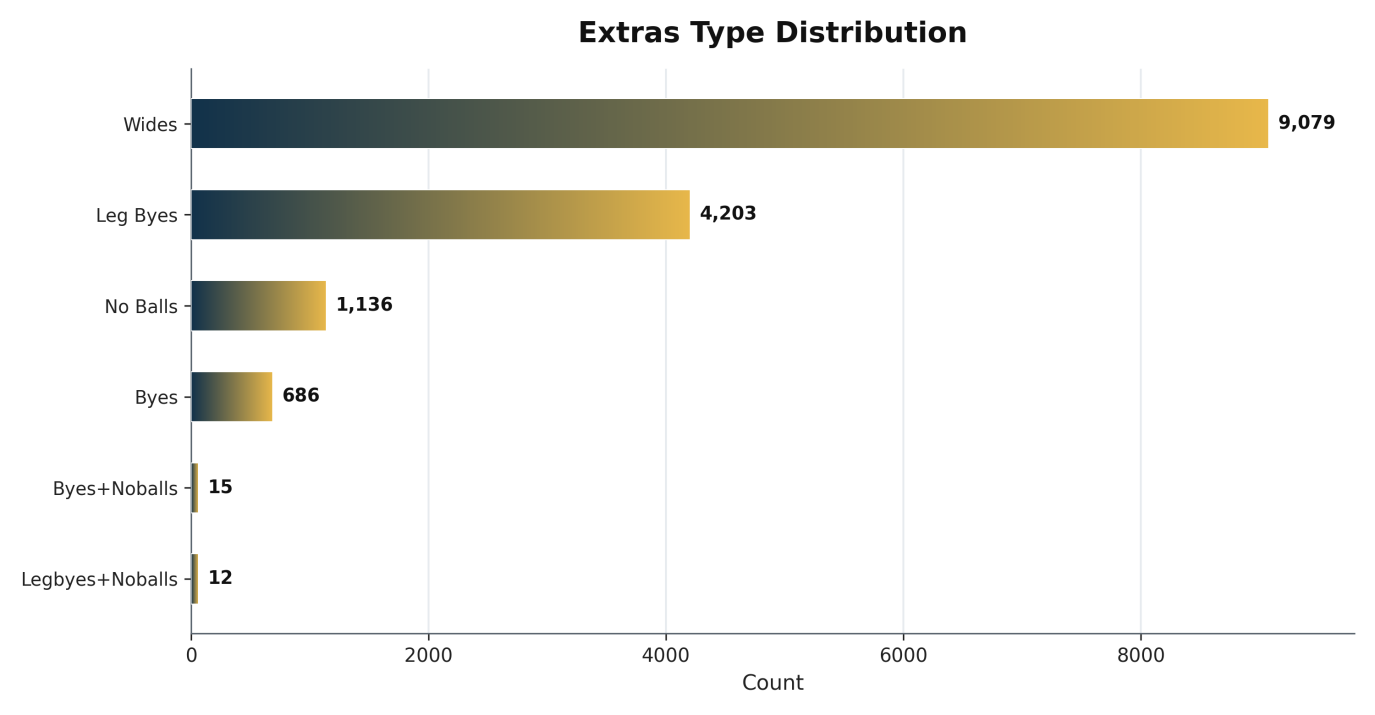 Extras Type Distribution
Wides 9,079
Leg Byes 4,203
No Balls 1,136
Byes 686
Byes+Noballs 15
Legbyes+Noballs 12
0 2000 4000 6000 8000
Count